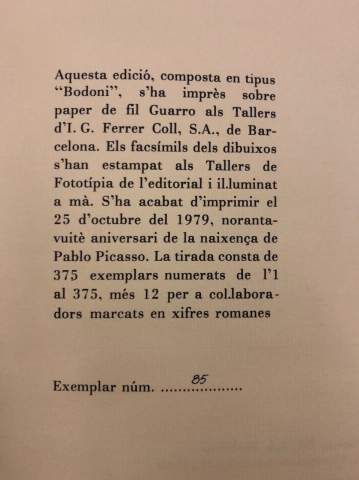 Aquesta edició, composta en tipus
“Bodoni”, s’ha imprès sobre
paper de fil Guarro als Tallers
d’I. G. Ferrer Coll, S.A., de Bar-
celona. Els facsímils dels dibuixos
s’han estampat als Tallers de
Fototípia de l’editorial i il.luminat
a mà. S’ha acabat d’imprimir el
25 d’octubre del 1979, noranta-
vuitè aniversari de la naixença de
Pablo Picasso. La tirada consta de
375 exemplars numerats de l’1
al 375, més 12 per a col.labora-
dors marcats en xifres romanes
Exemplar núm. ....85....